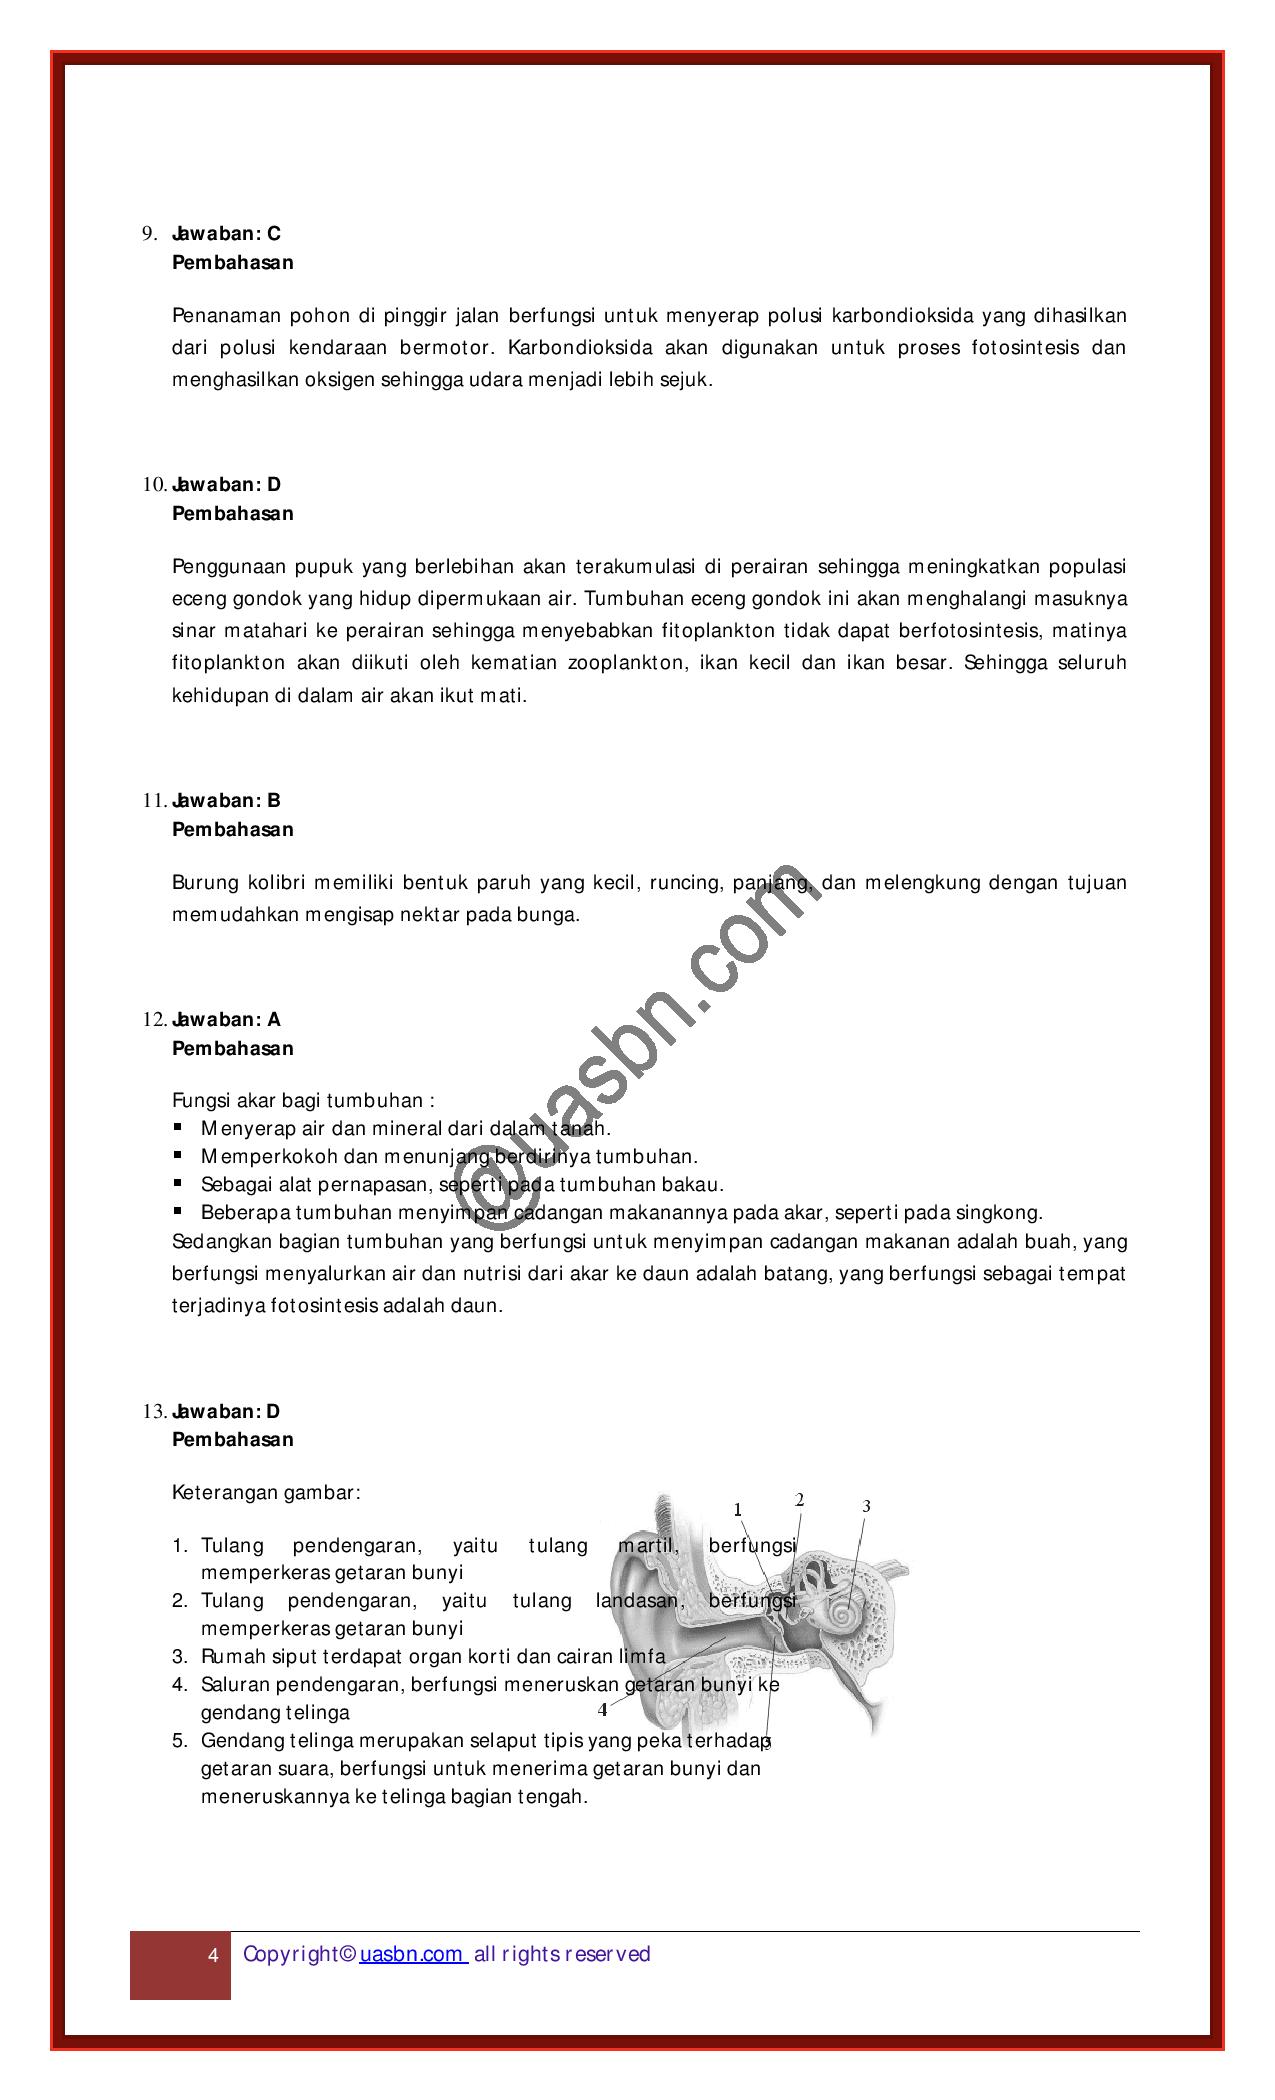 9. Jawaban: C
Pembahasan
Penanaman pohon di pinggir jalan berfungsi untuk menyerap polusi karbondioksida yang dihasilkan
dari polusi kendaraan bermotor. Karbondioksida akan digunakan untuk proses fotosintesis dan
menghasilkan oksigen sehingga udara menjadi lebih sejuk.
10. Jawaban: D
Pembahasan
Penggunaan pupuk yang berlebihan akan terakumulasi di perairan sehingga meningkatkan populasi
eceng gondok yang hidup dipermukaan air. Tumbuhan eceng gondok ini akan menghalangi masuknya
sinar matahari ke perairan sehingga menyebabkan fitoplankton tidak dapat berfotosintesis, matinya
fitoplankton akan diikuti oleh kematian zooplankton, ikan kecil dan ikan besar. Sehingga seluruh
kehidupan di dalam air akan ikut mati.
11. Jawaban: B
Pembahasan
Burung kolibri memiliki bentuk paruh yang kecil, runcing, panjang, dan melengkung dengan tujuan
memudahkan mengisap nektar pada bunga.
@uasbn.com
12. Jawaban: A
Pembahasan
Fungsi akar bagi tumbuhan :
▪ Menyerap air dan mineral dari dalam tanah.
▪ Memperkokoh dan menunjang berdirinya tumbuhan.
▪ Sebagai alat pernapasan, seperti pada tumbuhan bakau.
▪ Beberapa tumbuhan menyimpan cadangan makanannya pada akar, seperti pada singkong.
Sedangkan bagian tumbuhan yang berfungsi untuk menyimpan cadangan makanan adalah buah, yang
berfungsi menyalurkan air dan nutrisi dari akar ke daun adalah batang, yang berfungsi sebagai tempat
terjadinya fotosintesis adalah daun.
13. Jawaban: D
Pembahasan
Keterangan gambar:
1 2 3
1. Tulang pendengaran, yaitu tulang martil, berfungsi
memperkeras getaran bunyi
2. Tulang pendengaran, yaitu tulang landasan, berfungsi
memperkeras getaran bunyi
3. Rumah siput terdapat organ korti dan cairan limfa
4. Saluran pendengaran, berfungsi meneruskan getaran bunyi ke
gendang telinga
4
5. Gendang telinga merupakan selaput tipis yang peka terhadap
5
getaran suara, berfungsi untuk menerima getaran bunyi dan
meneruskannya ke telinga bagian tengah.
4 Copyright© uasbn.com all rights reserved